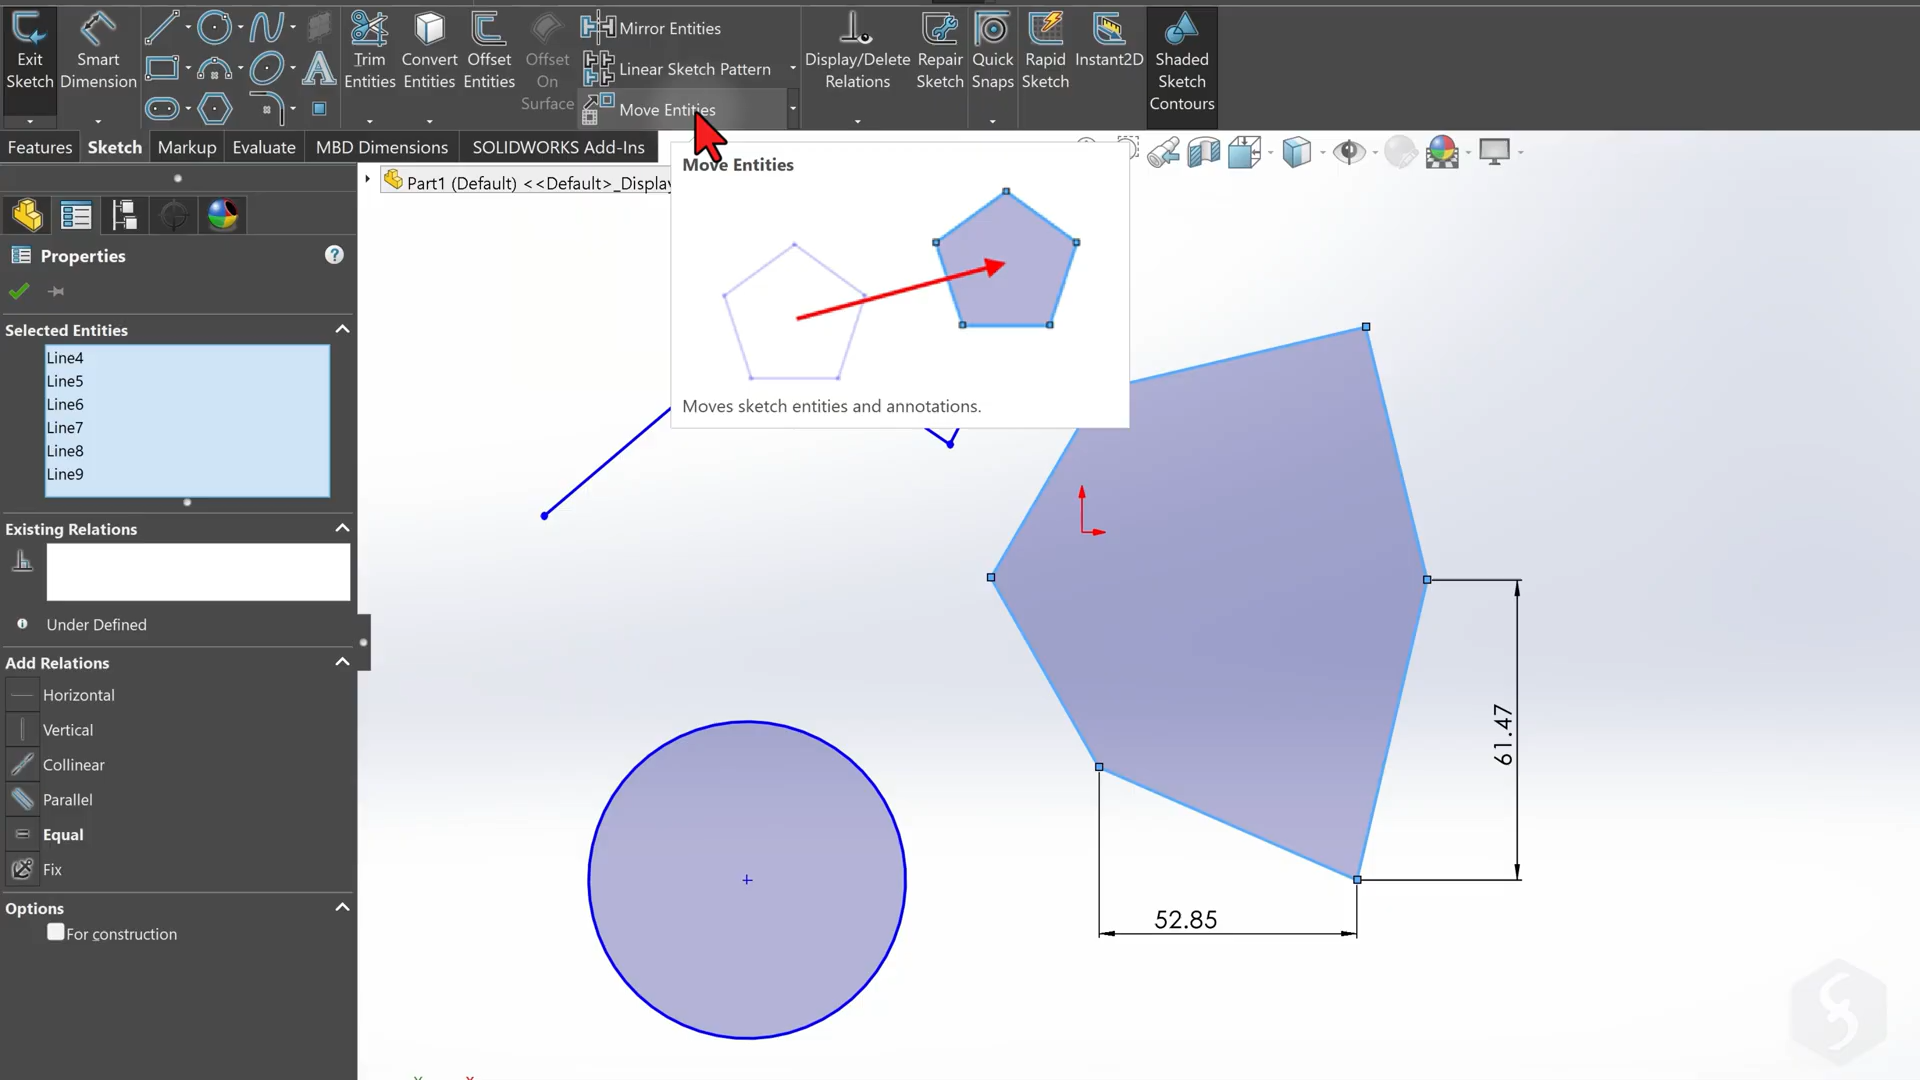 Exit Sketch
Smart Dimension
Trim Entities
Convert Entities
Offset Entities
Offset On Surface
Mirror Entities
Linear Sketch Pattern
Move Entities
Display/Delete Relations
Repair Sketch
Quick Snaps
Rapid Sketch
Instant2D
Shaded Sketch Contours
Features
Sketch
Markup
Evaluate
MBD Dimensions
SOLIDWORKS Add-Ins
Part1 (Default) <<Default>_Display
Move Entities
Moves sketch entities and annotations.
Properties
Selected Entities
Line4
Line5
Line6
Line7
Line8
Line9
Existing Relations
Under Defined
Add Relations
Horizontal
Vertical
Collinear
Parallel
Equal
Fix
Options
For construction
61.47
52.85